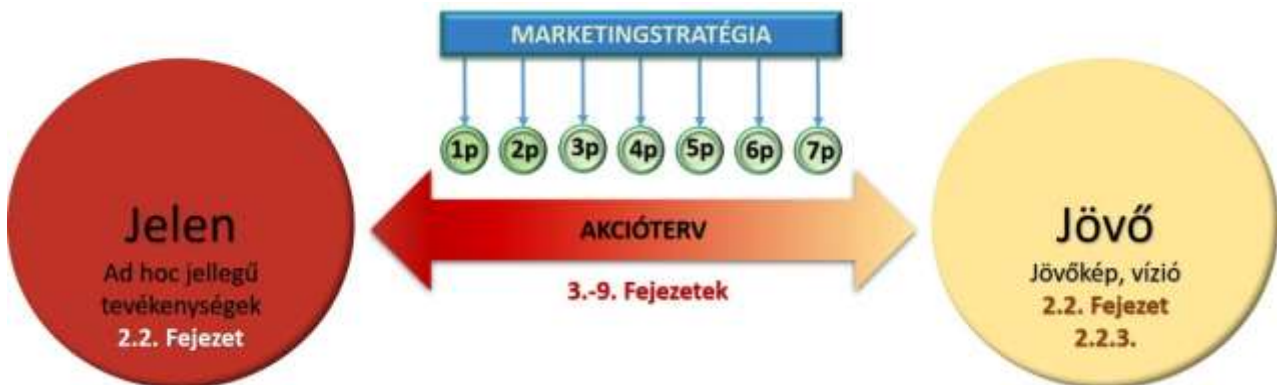 MARKETINGSTRATÉGIA
1p 2p 3p 4p 5p 6p 7p
Jelen
Ad hoc jellegű
tevékenységek
2.2. Fejezet
AKCIÓTERV
3.-9. Fejezetek
Jövő
Jövőkép, vízió
2.2. Fejezet
2.2.3.